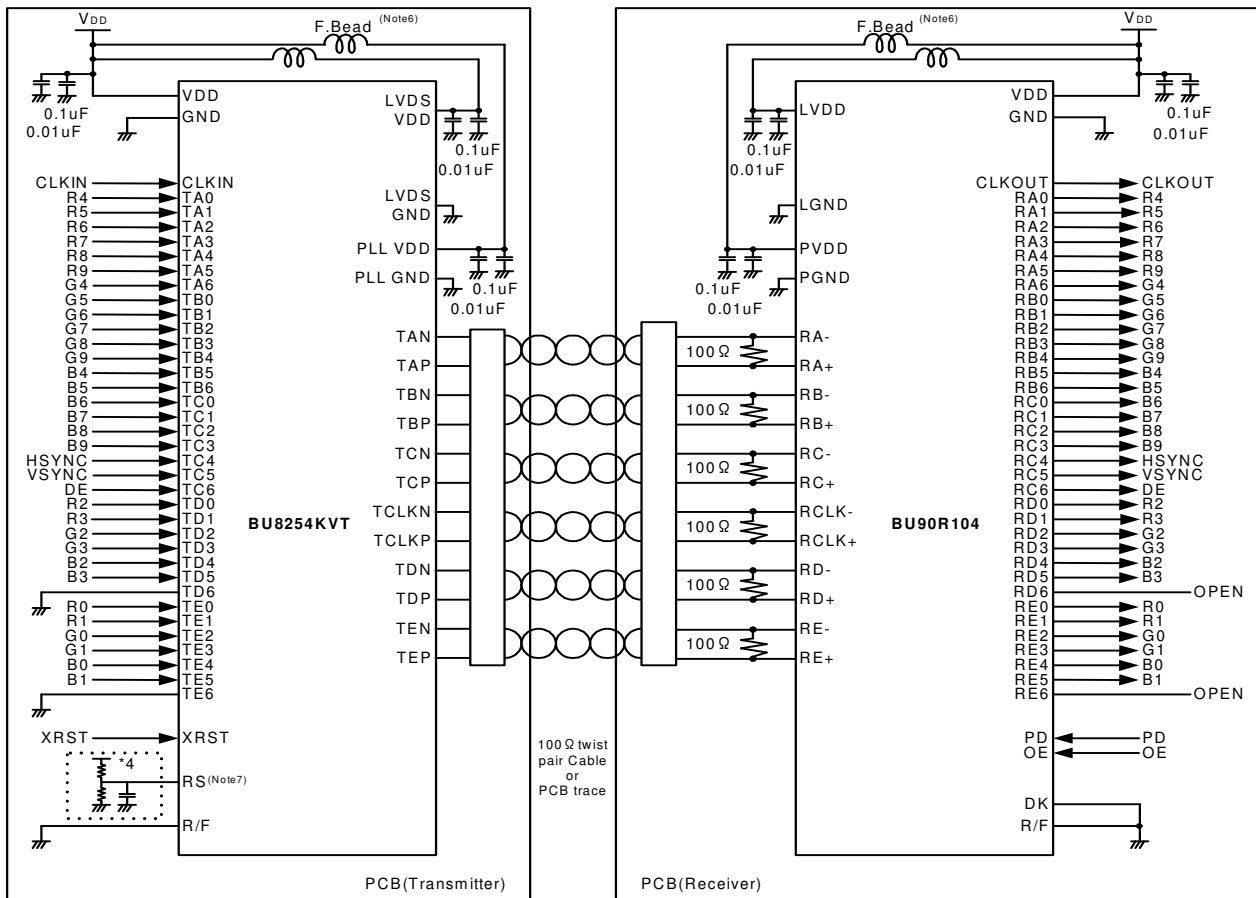 VDD
F.Bead (Note6)
0.1uF
0.01uF
VDD
GND
LVDS
VDD
0.1uF
0.01uF
LVDS
GND
PLL VDD
PLL GND
0.1uF
0.01uF
CLKIN CLKIN
R4 TA0
R5 TA1
R6 TA2
R7 TA3
R8 TA4
R9 TA5
G4 TA6
G5 TB0
G6 TB1
G7 TB2
G8 TB3
G9 TB4
B4 TB5
B5 TB6
B6 TC0
B7 TC1
B8 TC2
B9 TC3
HSYNC TC4
VSYNC TC5
DE TC6
R2 TD0
R3 TD1
G2 TD2
G3 TD3
B2 TD4
B3 TD5
TD6
R0 TE0
R1 TE1
G0 TE2
G1 TE3
B0 TE4
B1 TE5
TE6
XRST XRST
*4
RS(Note7)
R/F
BU8254KVT
TAN
TAP
TBN
TBP
TCN
TCP
TCLKN
TCLKP
TDN
TDP
TEN
TEP
PCB(Transmitter)
100Ω twist
pair Cable
or
PCB trace
VDD
F.Bead (Note6)
LVDD
0.1uF
0.01uF
LGND
PVDD
PGND
0.1uF
0.01uF
VDD
GND
0.1uF
0.01uF
100Ω
RA-
RA+
100Ω
RB-
RB+
100Ω
RC-
RC+
100Ω
RCLK-
RCLK+
100Ω
RD-
RD+
100Ω
RE-
RE+
BU90R104
CLKOUT CLKOUT
RA0 R4
RA1 R5
RA2 R6
RA3 R7
RA4 R8
RA5 R9
RA6 G4
RB0 G5
RB1 G6
RB2 G7
RB3 G8
RB4 G9
RB5 B4
RB6 B5
RC0 B6
RC1 B7
RC2 B8
RC3 B9
RC4 HSYNC
RC5 VSYNC
RC6 DE
RD0 R2
RD1 R3
RD2 G2
RD3 G3
RD4 B2
RD5 B3
RD6 OPEN
RE0 R0
RE1 R1
RE2 G0
RE3 G1
RE4 B0
RE5 B1
RE6 OPEN
PD PD
OE OE
DK
R/F
PCB(Receiver)